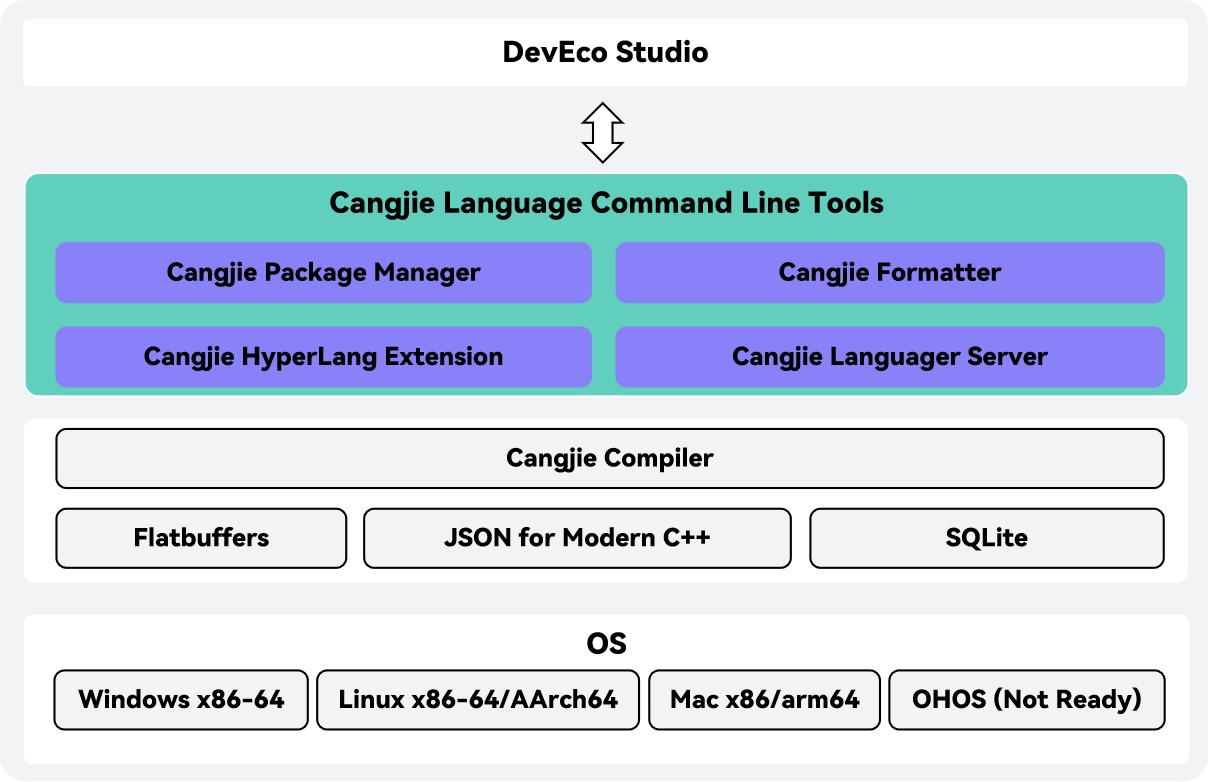 DevEco Studio
Cangjie Language Command Line Tools
Cangjie Package Manager
Cangjie Formatter
Cangjie HyperLang Extension
Cangjie Languager Server
Cangjie Compiler
Flatbuffers
JSON for Modern C++
SQLite
OS
Windows x86-64
Linux x86-64/AArch64
Mac x86/arm64
OHOS (Not Ready)